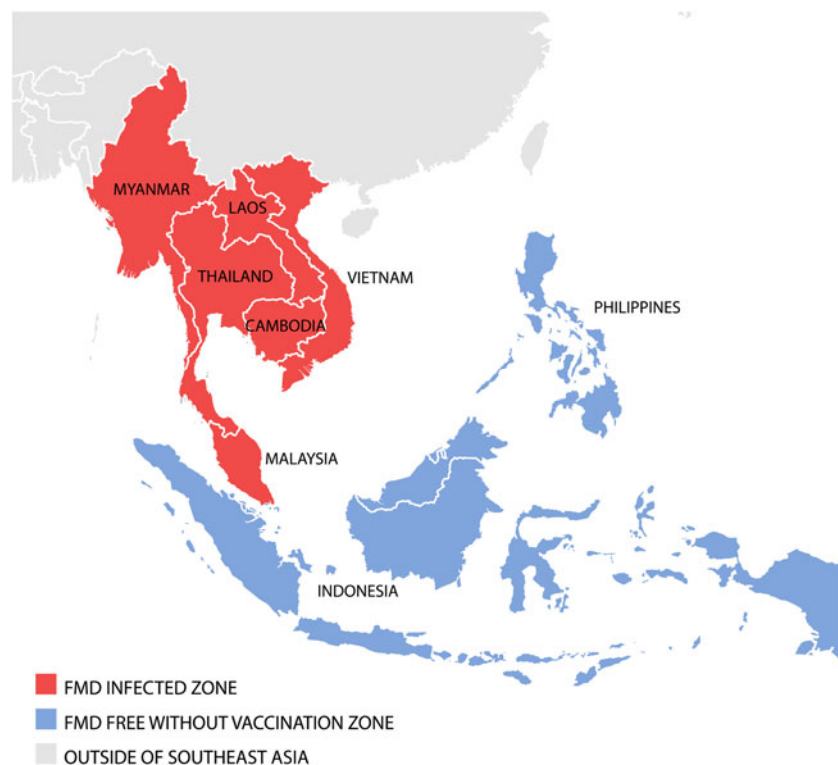 MYANMAR
LAOS
THAILAND
VIETNAM
CAMBODIA
PHILIPPINES
MALAYSIA
INDONESIA
FMD INFECTED ZONE
FMD FREE WITHOUT VACCINATION ZONE
OUTSIDE OF SOUTHEAST ASIA